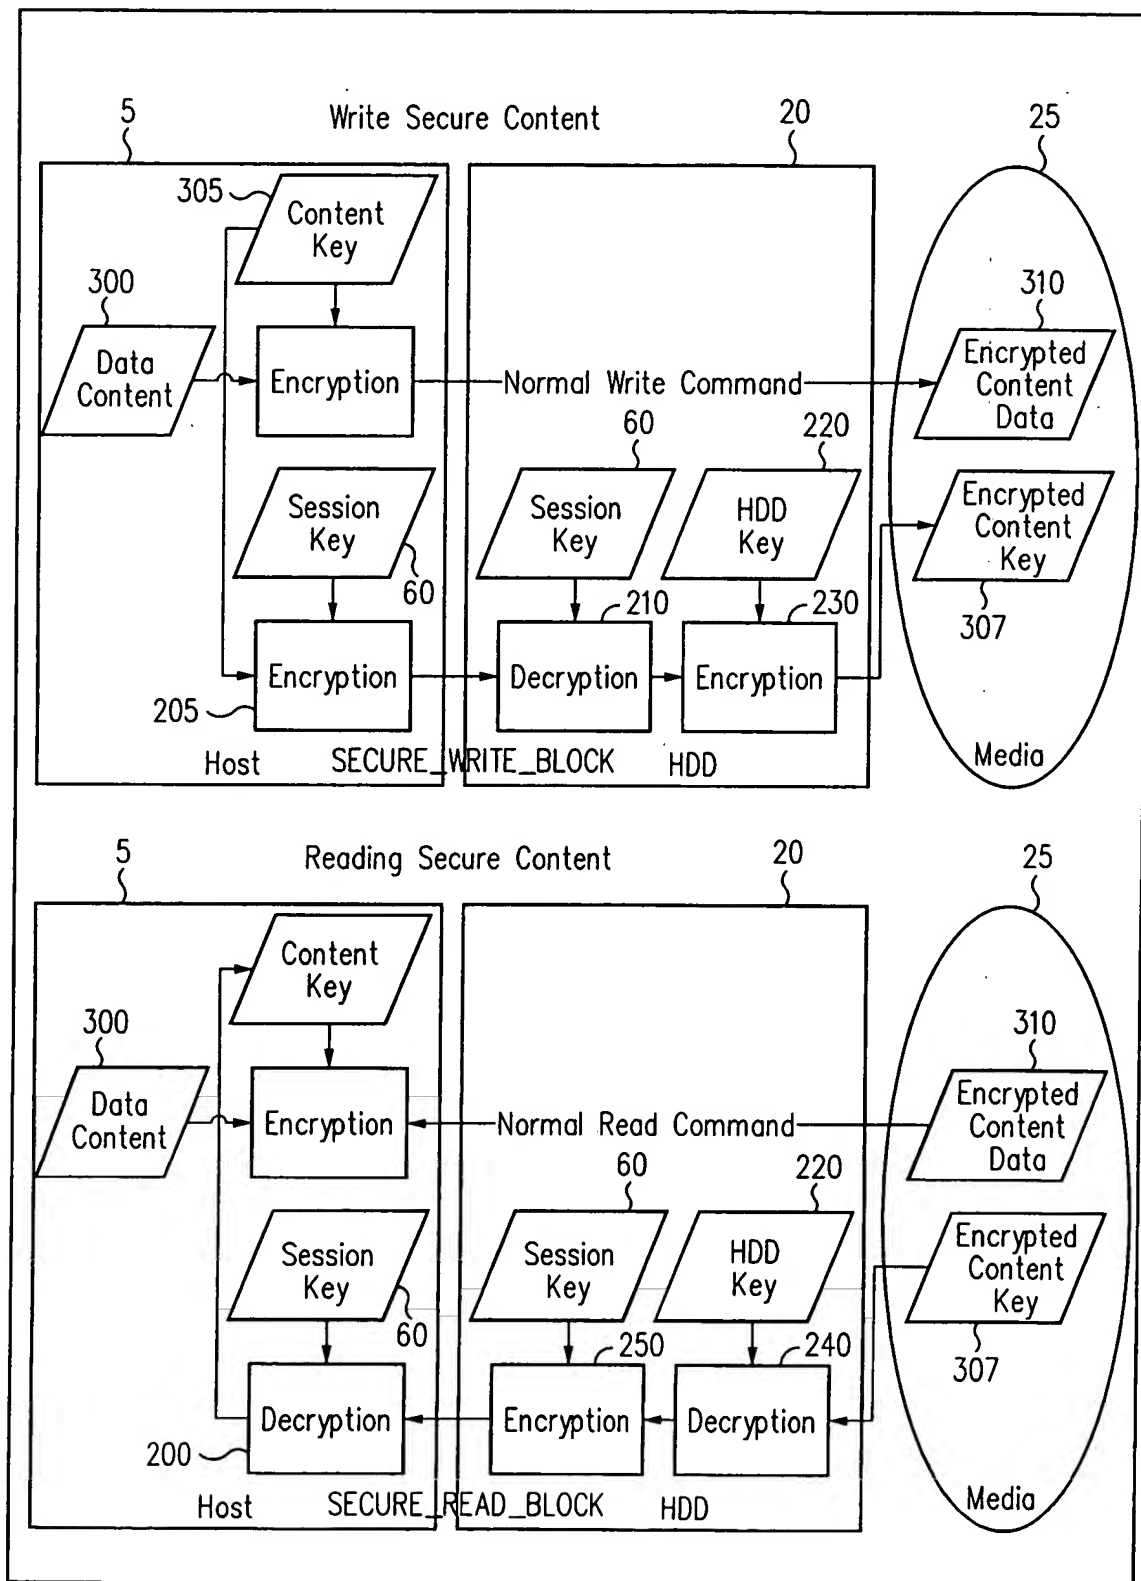 5
Write Secure Content
20
25
305
Content
Key
300
310
Data
Content
Encryption
Normal Write Command
Encrypted
Content
Data
60
220
Session
Key
60
Session
Key
HDD
Key
Encrypted
Content
Key
307
210
230
Encryption
Decryption
Encryption
205
Host
SECURE_WRITE_BLOCK
HDD
Media
5
Reading Secure Content
20
25
Content
Key
300
310
Data
Content
Encryption
Normal Read Command
Encrypted
Content
Data
60
220
Session
Key
60
Session
Key
HDD
Key
Encrypted
Content
Key
307
250
240
Decryption
Encryption
Decryption
200
Host
SECURE_READ_BLOCK
HDD
Media